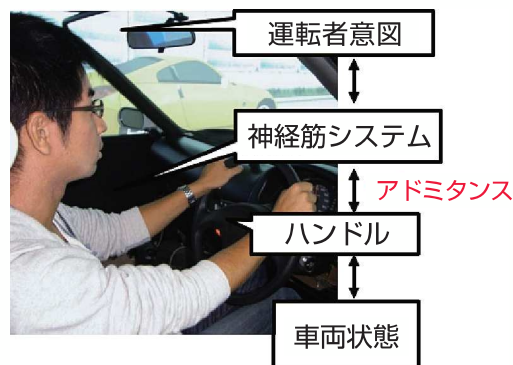 運転者意図
神経筋システム
アドミタンス
ハンドル
車両状態